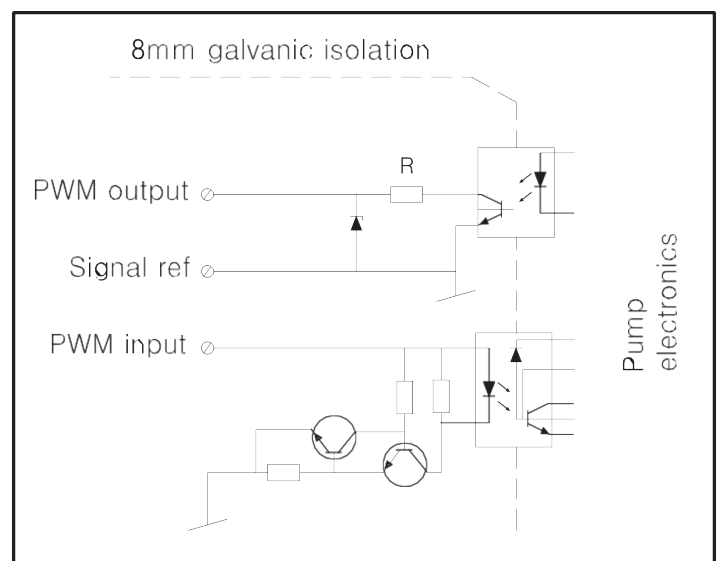 8mm galvanic isolation
R
PWM output
Signal ref
PWM input
Pump
electronics